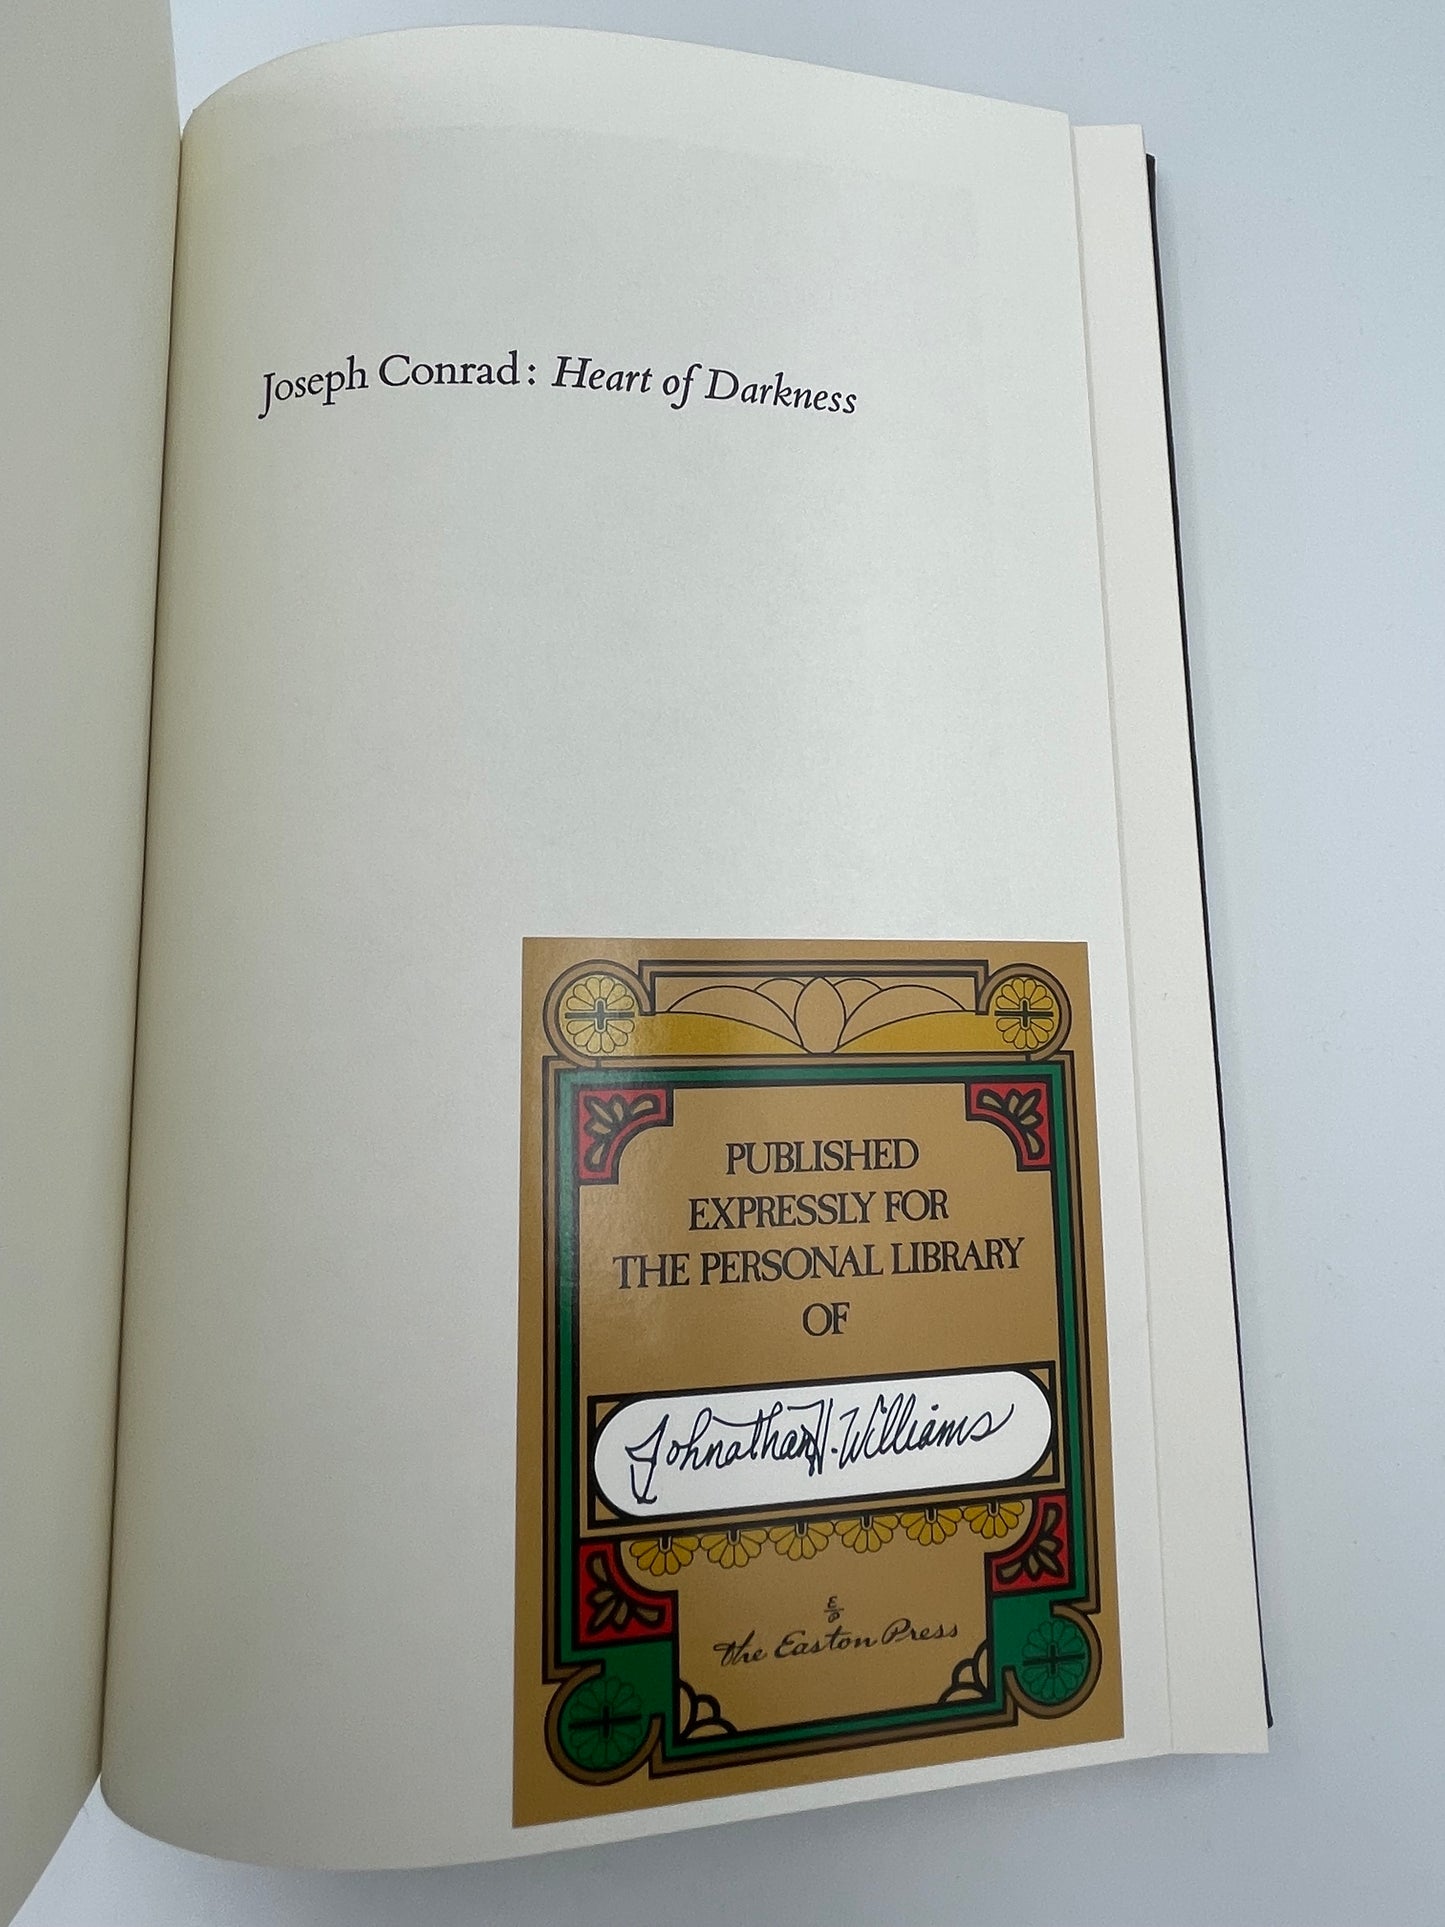 Joseph Conrad: Heart of Darkness
PUBLISHED
EXPRESSLY FOR
THE PERSONAL LIBRARY
OF
Johnathan H. Williams
E
P
The Easton Press